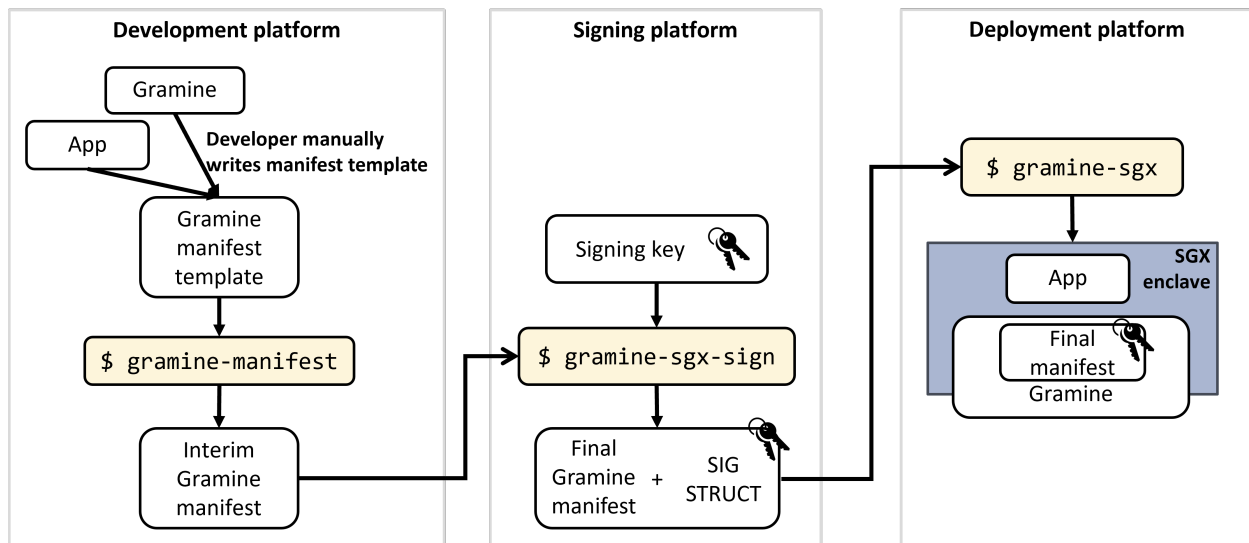 Development platform
Gramine
App
Developer manually
writes manifest template
Gramine
manifest
template
$ gramine-manifest
Interim
Gramine
manifest
Signing platform
Signing key
$ gramine-sgx-sign
Final
Gramine
manifest
+
SIG
STRUCT
Deployment platform
$ gramine-sgx
SGX
enclave
App
Final
manifest
Gramine